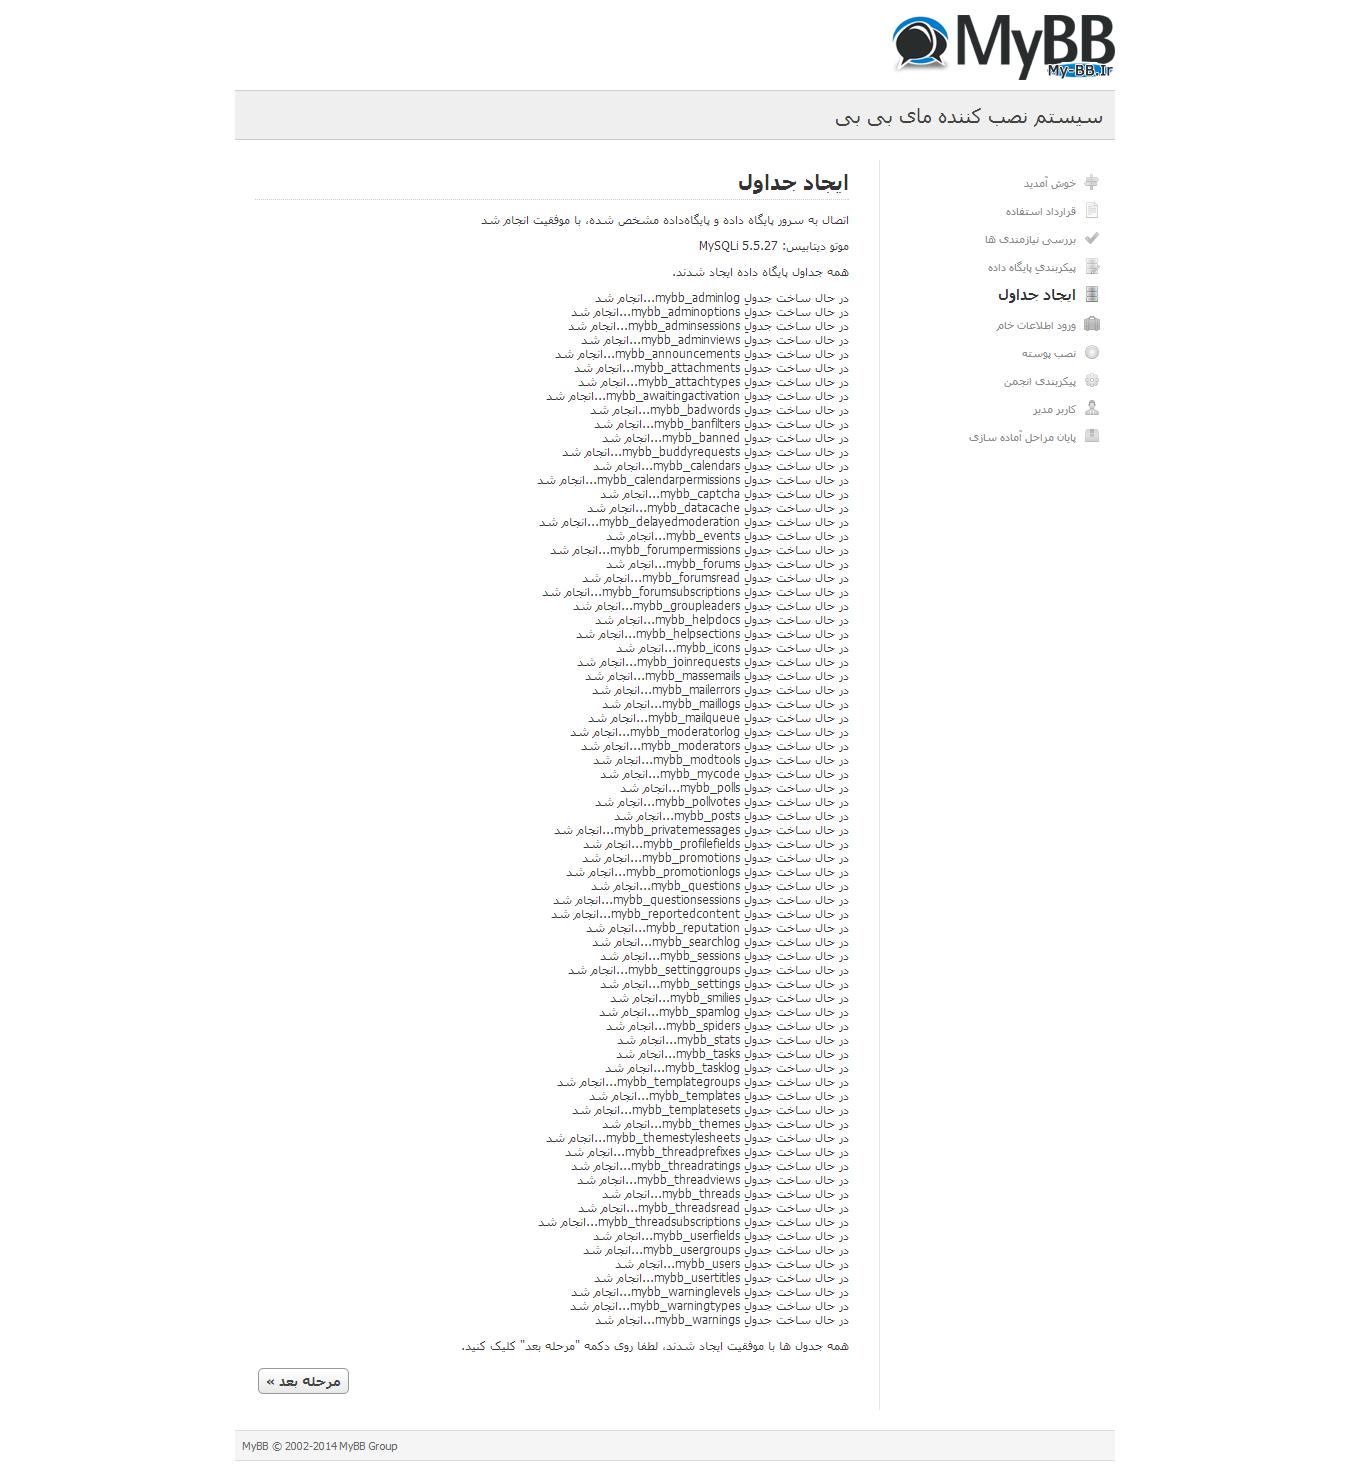 MyBB
My-BB.Ir
سیستم نصب کننده مای بی بی
خوش آمدید
قرارداد استفاده
بررسی نیازمندی ها
پیکربندیِ پایگاه داده
ایجاد جداول
ورود اطلاعات خام
نصب پوسته
پیکربندی انجمن
کاربر مدیر
پایان مراحل آماده سازی
ایجاد جداول
اتصال به سرور پایگاه داده و پایگاه‌داده مشخص شده، با موفقیت انجام شد
موتو دیتابیس: MySQLi 5.5.27
همه جداول پایگاه داده ایجاد شدند.
در حال ساخت جدولِ mybb_adminlog...انجام شد
در حال ساخت جدولِ mybb_adminoptions...انجام شد
در حال ساخت جدولِ mybb_adminsessions...انجام شد
در حال ساخت جدولِ mybb_adminviews...انجام شد
در حال ساخت جدولِ mybb_announcements...انجام شد
در حال ساخت جدولِ mybb_attachments...انجام شد
در حال ساخت جدولِ mybb_attachtypes...انجام شد
در حال ساخت جدولِ mybb_awaitingactivation...انجام شد
در حال ساخت جدولِ mybb_badwords...انجام شد
در حال ساخت جدولِ mybb_banfilters...انجام شد
در حال ساخت جدولِ mybb_banned...انجام شد
در حال ساخت جدولِ mybb_buddyrequests...انجام شد
در حال ساخت جدولِ mybb_calendars...انجام شد
در حال ساخت جدولِ mybb_calendarpermissions...انجام شد
در حال ساخت جدولِ mybb_captcha...انجام شد
در حال ساخت جدولِ mybb_datacache...انجام شد
در حال ساخت جدولِ mybb_delayedmoderation...انجام شد
در حال ساخت جدولِ mybb_events...انجام شد
در حال ساخت جدولِ mybb_forumpermissions...انجام شد
در حال ساخت جدولِ mybb_forums...انجام شد
در حال ساخت جدولِ mybb_forumsread...انجام شد
در حال ساخت جدولِ mybb_forumsubscriptions...انجام شد
در حال ساخت جدولِ mybb_groupleaders...انجام شد
در حال ساخت جدولِ mybb_helpdocs...انجام شد
در حال ساخت جدولِ mybb_helpsections...انجام شد
در حال ساخت جدولِ mybb_icons...انجام شد
در حال ساخت جدولِ mybb_joinrequests...انجام شد
در حال ساخت جدولِ mybb_massemails...انجام شد
در حال ساخت جدولِ mybb_mailerrors...انجام شد
در حال ساخت جدولِ mybb_maillogs...انجام شد
در حال ساخت جدولِ mybb_mailqueue...انجام شد
در حال ساخت جدولِ mybb_moderatorlog...انجام شد
در حال ساخت جدولِ mybb_moderators...انجام شد
در حال ساخت جدولِ mybb_modtools...انجام شد
در حال ساخت جدولِ mybb_mycode...انجام شد
در حال ساخت جدولِ mybb_polls...انجام شد
در حال ساخت جدولِ mybb_pollvotes...انجام شد
در حال ساخت جدولِ mybb_posts...انجام شد
در حال ساخت جدولِ mybb_privatemessages...انجام شد
در حال ساخت جدولِ mybb_profilefields...انجام شد
در حال ساخت جدولِ mybb_promotions...انجام شد
در حال ساخت جدولِ mybb_promotionlogs...انجام شد
در حال ساخت جدولِ mybb_questions...انجام شد
در حال ساخت جدولِ mybb_questionsessions...انجام شد
در حال ساخت جدولِ mybb_reportedcontent...انجام شد
در حال ساخت جدولِ mybb_reputation...انجام شد
در حال ساخت جدولِ mybb_searchlog...انجام شد
در حال ساخت جدولِ mybb_sessions...انجام شد
در حال ساخت جدولِ mybb_settinggroups...انجام شد
در حال ساخت جدولِ mybb_settings...انجام شد
در حال ساخت جدولِ mybb_smilies...انجام شد
در حال ساخت جدولِ mybb_spamlog...انجام شد
در حال ساخت جدولِ mybb_spiders...انجام شد
در حال ساخت جدولِ mybb_stats...انجام شد
در حال ساخت جدولِ mybb_tasks...انجام شد
در حال ساخت جدولِ mybb_tasklog...انجام شد
در حال ساخت جدولِ mybb_templategroups...انجام شد
در حال ساخت جدولِ mybb_templates...انجام شد
در حال ساخت جدولِ mybb_templatesets...انجام شد
در حال ساخت جدولِ mybb_themes...انجام شد
در حال ساخت جدولِ mybb_themestylesheets...انجام شد
در حال ساخت جدولِ mybb_threadprefixes...انجام شد
در حال ساخت جدولِ mybb_threadratings...انجام شد
در حال ساخت جدولِ mybb_threadviews...انجام شد
در حال ساخت جدولِ mybb_threads...انجام شد
در حال ساخت جدولِ mybb_threadsread...انجام شد
در حال ساخت جدولِ mybb_threadsubscriptions...انجام شد
در حال ساخت جدولِ mybb_userfields...انجام شد
در حال ساخت جدولِ mybb_usergroups...انجام شد
در حال ساخت جدولِ mybb_users...انجام شد
در حال ساخت جدولِ mybb_usertitles...انجام شد
در حال ساخت جدولِ mybb_warninglevels...انجام شد
در حال ساخت جدولِ mybb_warningtypes...انجام شد
در حال ساخت جدولِ mybb_warnings...انجام شد
همه جدول ها با موفقیت ایجاد شدند، لطفا روی دکمه "مرحله بعد" کلیک کنید.
مرحله بعد »
MyBB © 2002-2014 MyBB Group